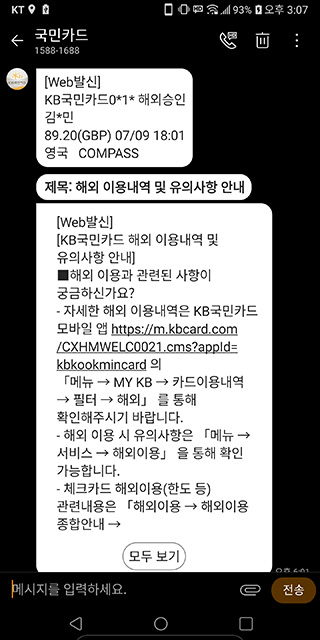 KT 93% 오후 3:07
국민카드
1588-1688
[Web발신]
KB국민카드0*1* 해외승인
김*민
89.20(GBP) 07/09 18:01
영국 COMPASS
제목: 해외 이용내역 및 유의사항 안내
[Web발신]
[KB국민카드 해외 이용내역 및
유의사항 안내]
■해외 이용과 관련된 사항이
궁금하신가요?
- 자세한 해외 이용내역은 KB국민카드
모바일 앱 https://m.kbcard.com
/CXHMWELC0021.cms?appId=
kbkookmincard 의
「메뉴 → MY KB → 카드이용내역
→ 필터 → 해외」 를 통해
확인해주시기 바랍니다.
- 해외 이용 시 유의사항은 「메뉴 →
서비스 → 해외이용」 을 통해 확인
가능합니다.
- 체크카드 해외이용(한도 등)
관련내용은 「해외이용 → 해외이용
종합안내 →
모두 보기
오후 6:01
메시지를 입력하세요.
전송